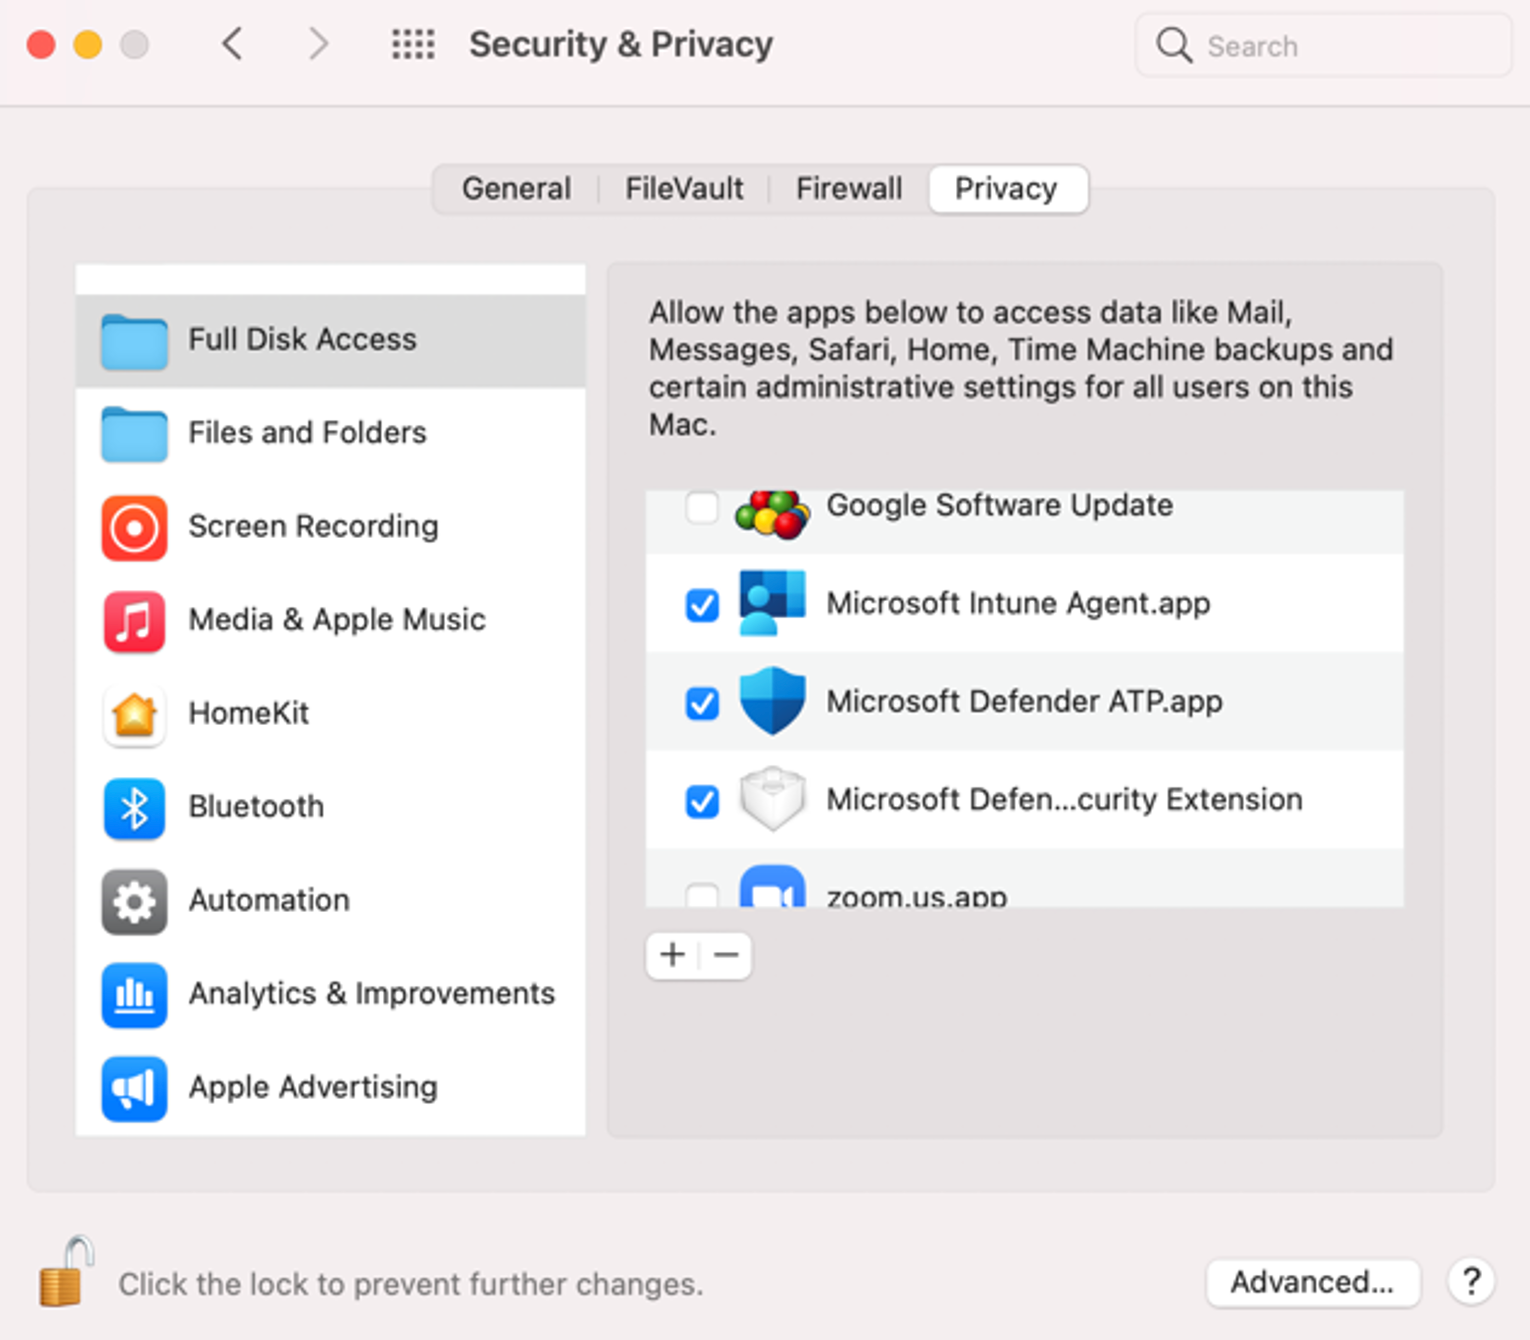 Security & Privacy
Search
General
FileVault
Firewall
Privacy
Full Disk Access
Files and Folders
Screen Recording
Media & Apple Music
HomeKit
Bluetooth
Automation
Analytics & Improvements
Apple Advertising
Allow the apps below to access data like Mail,
Messages, Safari, Home, Time Machine backups and
certain administrative settings for all users on this
Mac.
Google Software Update
Microsoft Intune Agent.app
Microsoft Defender ATP.app
Microsoft Defen...curity Extension
zoom.us.app
+ −
Click the lock to prevent further changes.
Advanced...
?